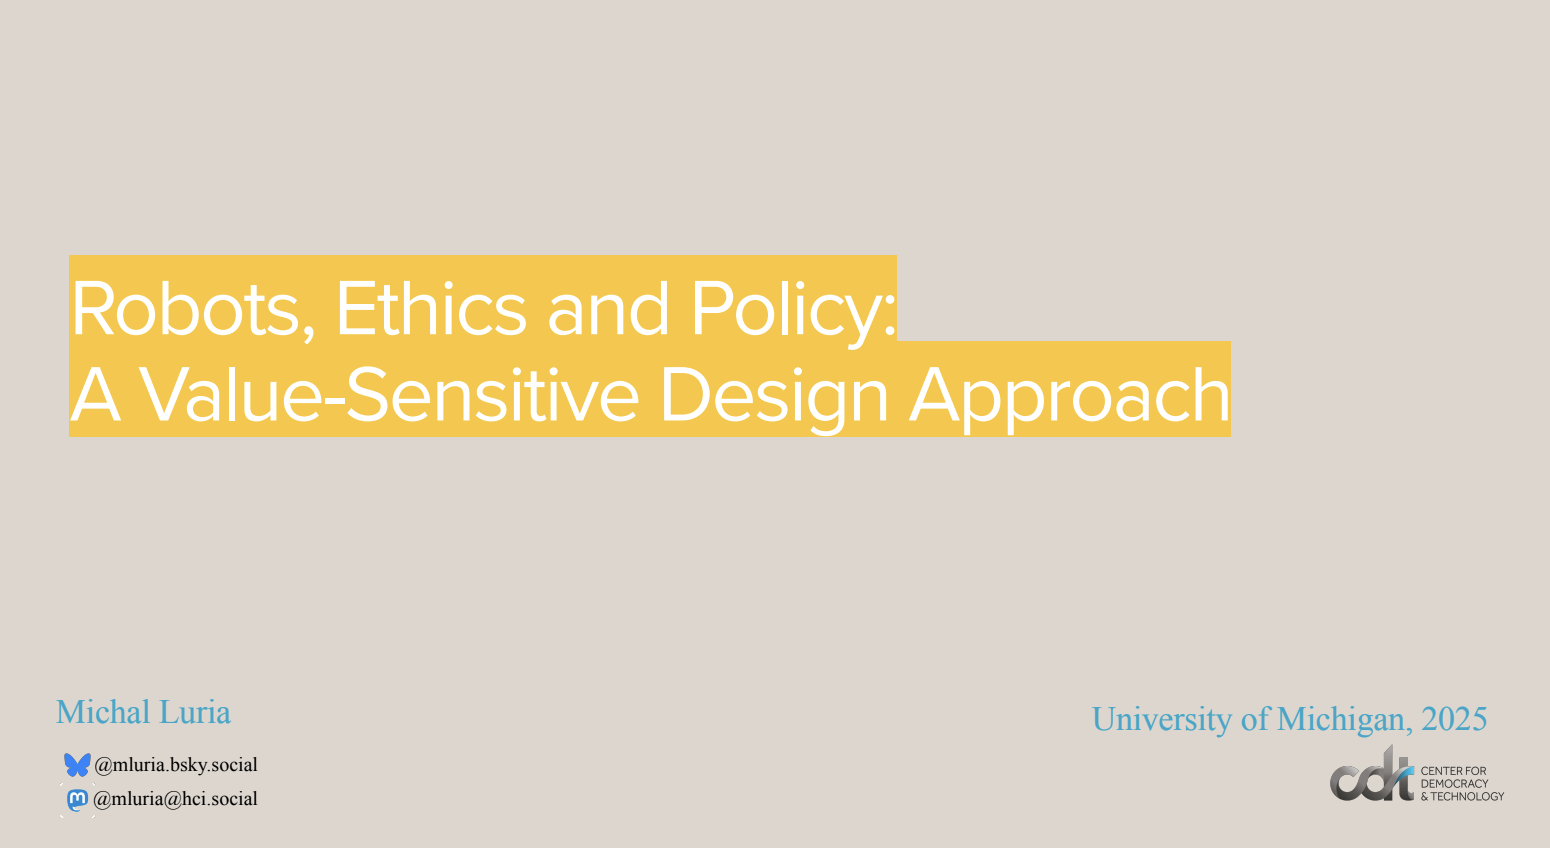 Robots, Ethics and Policy:
A Value-Sensitive Design Approach
Michal Luria
@mluria.bsky.social
@mluria@hci.social
University of Michigan, 2025
cdt
CENTER FOR
DEMOCRACY
& TECHNOLOGY